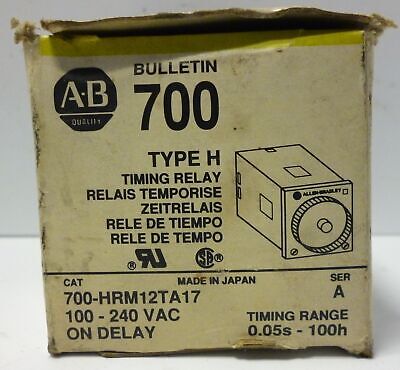 A-B
QUALITY
BULLETIN
700
TYPE H
TIMING RELAY
RELAIS TEMPORISE
ZEITRELAIS
RELE DE TIEMPO
RELE DE TEMPO
ALLEN-BRADLEY
CAT
MADE IN JAPAN
SER
700-HRM12TA17
A
100 - 240 VAC
TIMING RANGE
ON DELAY
0.05s - 100h